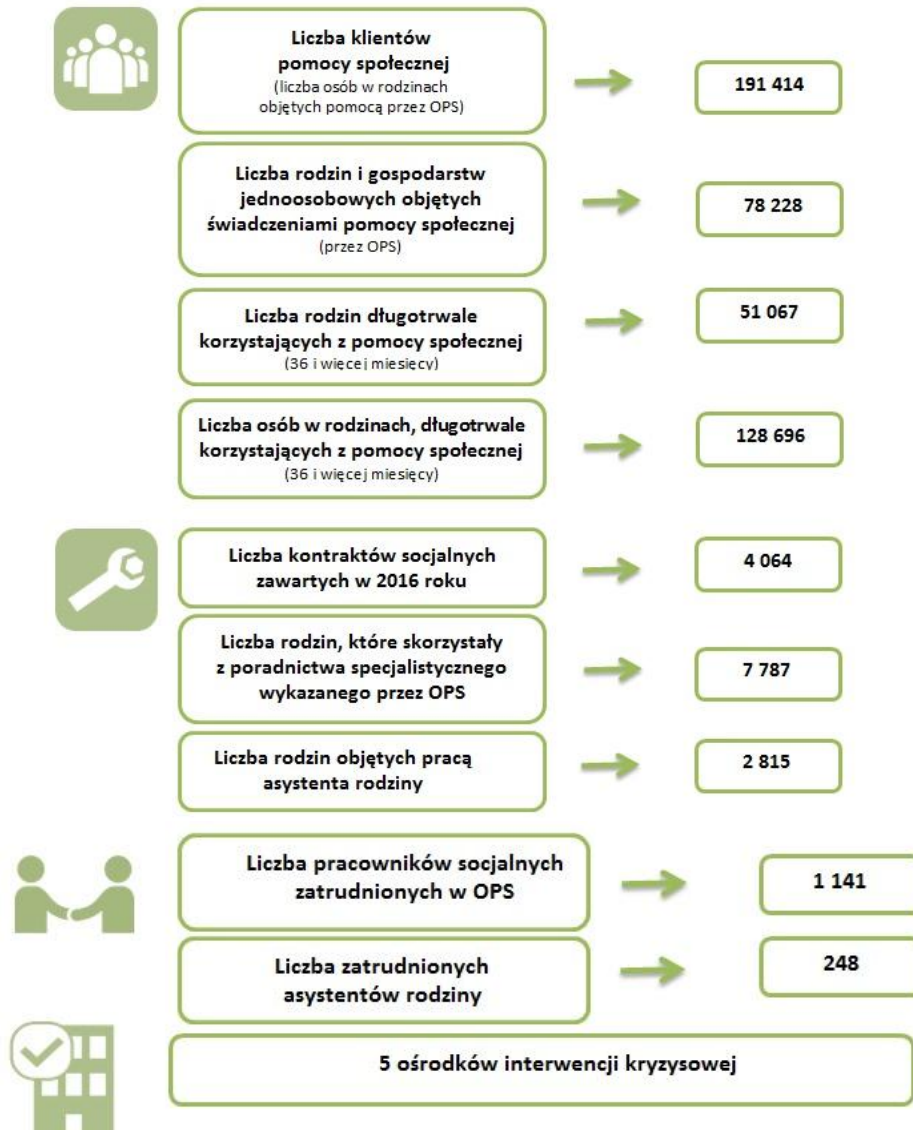 Liczba klientów
pomocy społecznej
(liczba osób w rodzinach
objętych pomocą przez OPS)
191 414
Liczba rodzin i gospodarstw
jednoosobowych objętych
świadczeniami pomocy społecznej
(przez OPS)
78 228
Liczba rodzin długotrwale
korzystających z pomocy społecznej
(36 i więcej miesięcy)
51 067
Liczba osób w rodzinach, długotrwale
korzystających z pomocy społecznej
(36 i więcej miesięcy)
128 696
Liczba kontraktów socjalnych
zawartych w 2016 roku
4 064
Liczba rodzin, które skorzystały
z poradnictwa specjalistycznego
wykazanego przez OPS
7 787
Liczba rodzin objętych pracą
asystenta rodziny
2 815
Liczba pracowników socjalnych
zatrudnionych w OPS
1 141
Liczba zatrudnionych
asystentów rodziny
248
5 ośrodków interwencji kryzysowej